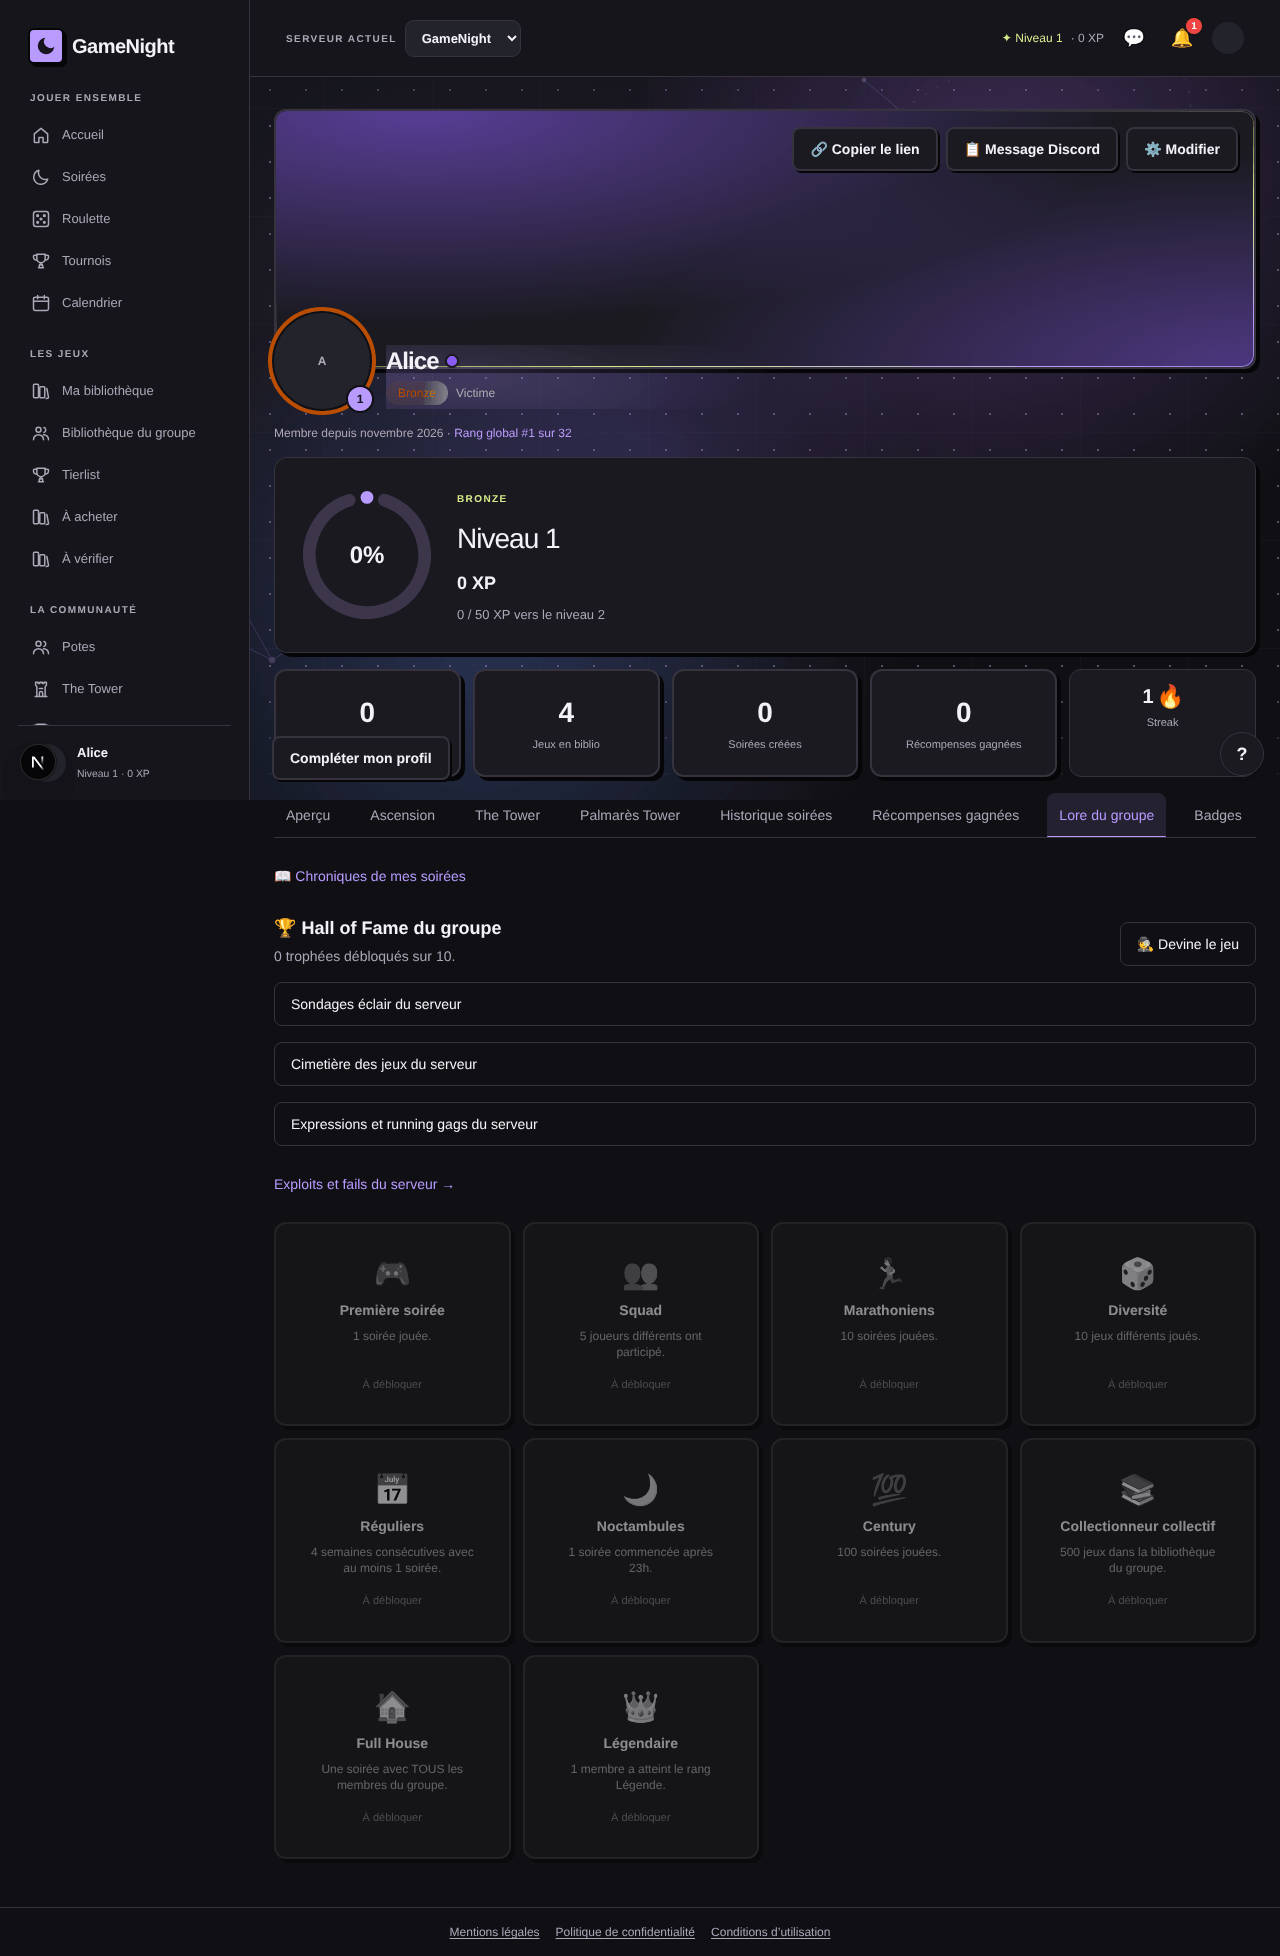 GameNight
SERVEUR ACTUEL
GameNight
✦ Niveau 1 · 0 XP
1
JOUER ENSEMBLE
Accueil
Soirées
Roulette
Tournois
Calendrier
LES JEUX
Ma bibliothèque
Bibliothèque du groupe
Tierlist
À acheter
À vérifier
LA COMMUNAUTÉ
Potes
The Tower
N
Alice
Niveau 1 · 0 XP
🔗 Copier le lien
📋 Message Discord
⚙️ Modifier
A
1
Alice
Bronze
Victime
Membre depuis novembre 2026 · Rang global #1 sur 32
0%
BRONZE
Niveau 1
0 XP
0 / 50 XP vers le niveau 2
0
Compléter mon profil
4
Jeux en biblio
0
Soirées créées
0
Récompenses gagnées
1🔥
Streak
?
Aperçu
Ascension
The Tower
Palmarès Tower
Historique soirées
Récompenses gagnées
Lore du groupe
Badges
📖 Chroniques de mes soirées
🏆 Hall of Fame du groupe
0 trophées débloqués sur 10.
🕵️ Devine le jeu
Sondages éclair du serveur
Cimetière des jeux du serveur
Expressions et running gags du serveur
Exploits et fails du serveur →
Première soirée
1 soirée jouée.
À débloquer
Squad
5 joueurs différents ont
participé.
À débloquer
Marathoniens
10 soirées jouées.
À débloquer
Diversité
10 jeux différents joués.
À débloquer
July
17
Réguliers
4 semaines consécutives avec
au moins 1 soirée.
À débloquer
Noctambules
1 soirée commencée après
23h.
À débloquer
100
Century
100 soirées jouées.
À débloquer
Collectionneur collectif
500 jeux dans la bibliothèque
du groupe.
À débloquer
Full House
Une soirée avec TOUS les
membres du groupe.
À débloquer
Légendaire
1 membre a atteint le rang
Légende.
À débloquer
Mentions légales
Politique de confidentialité
Conditions d’utilisation